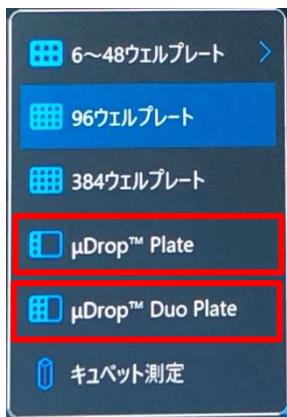 6～48ウェルプレート
96ウェルプレート
384ウェルプレート
μDrop™ Plate
μDrop™ Duo Plate
キュベット測定